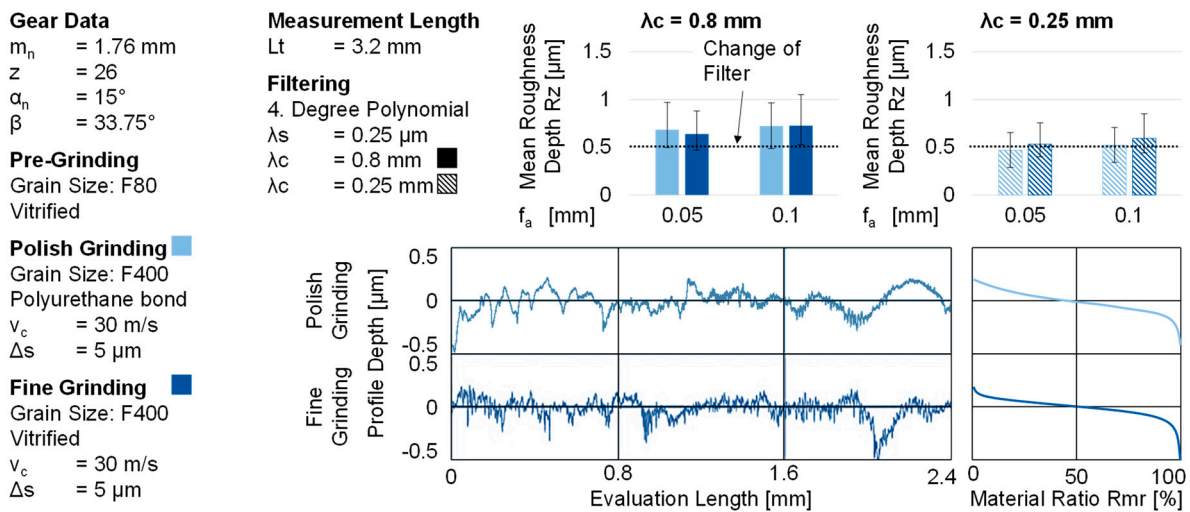 Gear Data
mn = 1.76 mm
z = 26
αn = 15°
β = 33.75°
Pre-Grinding
Grain Size: F80
Vitrified
Polish Grinding
Grain Size: F400
Polyurethane bond
vc = 30 m/s
Δs = 5 µm
Fine Grinding
Grain Size: F400
Vitrified
vc = 30 m/s
Δs = 5 µm
Measurement Length
Lt = 3.2 mm
Filtering
4. Degree Polynomial
λs = 0.25 µm
λc = 0.8 mm
λc = 0.25 mm
λc = 0.8 mm
Mean Roughness
Depth Rz [µm]
1.5
1
0.5
0
Change of
Filter
fa [mm]
0.05
0.1
λc = 0.25 mm
Mean Roughness
Depth Rz [µm]
1.5
1
0.5
0
fa [mm]
0.05
0.1
Polish
Grinding
Fine
Grinding
Profile Depth [µm]
0.5
0
-0.5
0.5
0
-0.5
0
0.8
1.6
2.4
Evaluation Length [mm]
0
50
100
Material Ratio Rmr [%]